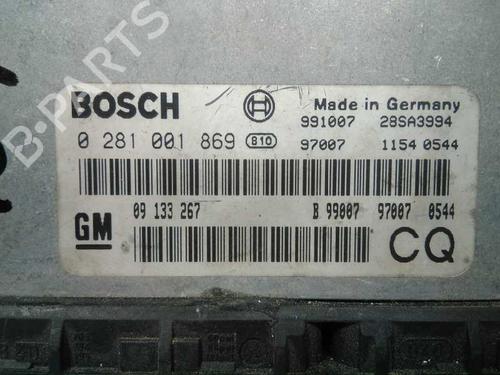 B-PARTS
BOSCH
Made in Germany
991007 28SA3994
0 281 001 869 810 97007 1154 0544
09 133 267 B 99007 97007 0544
GM
CQ